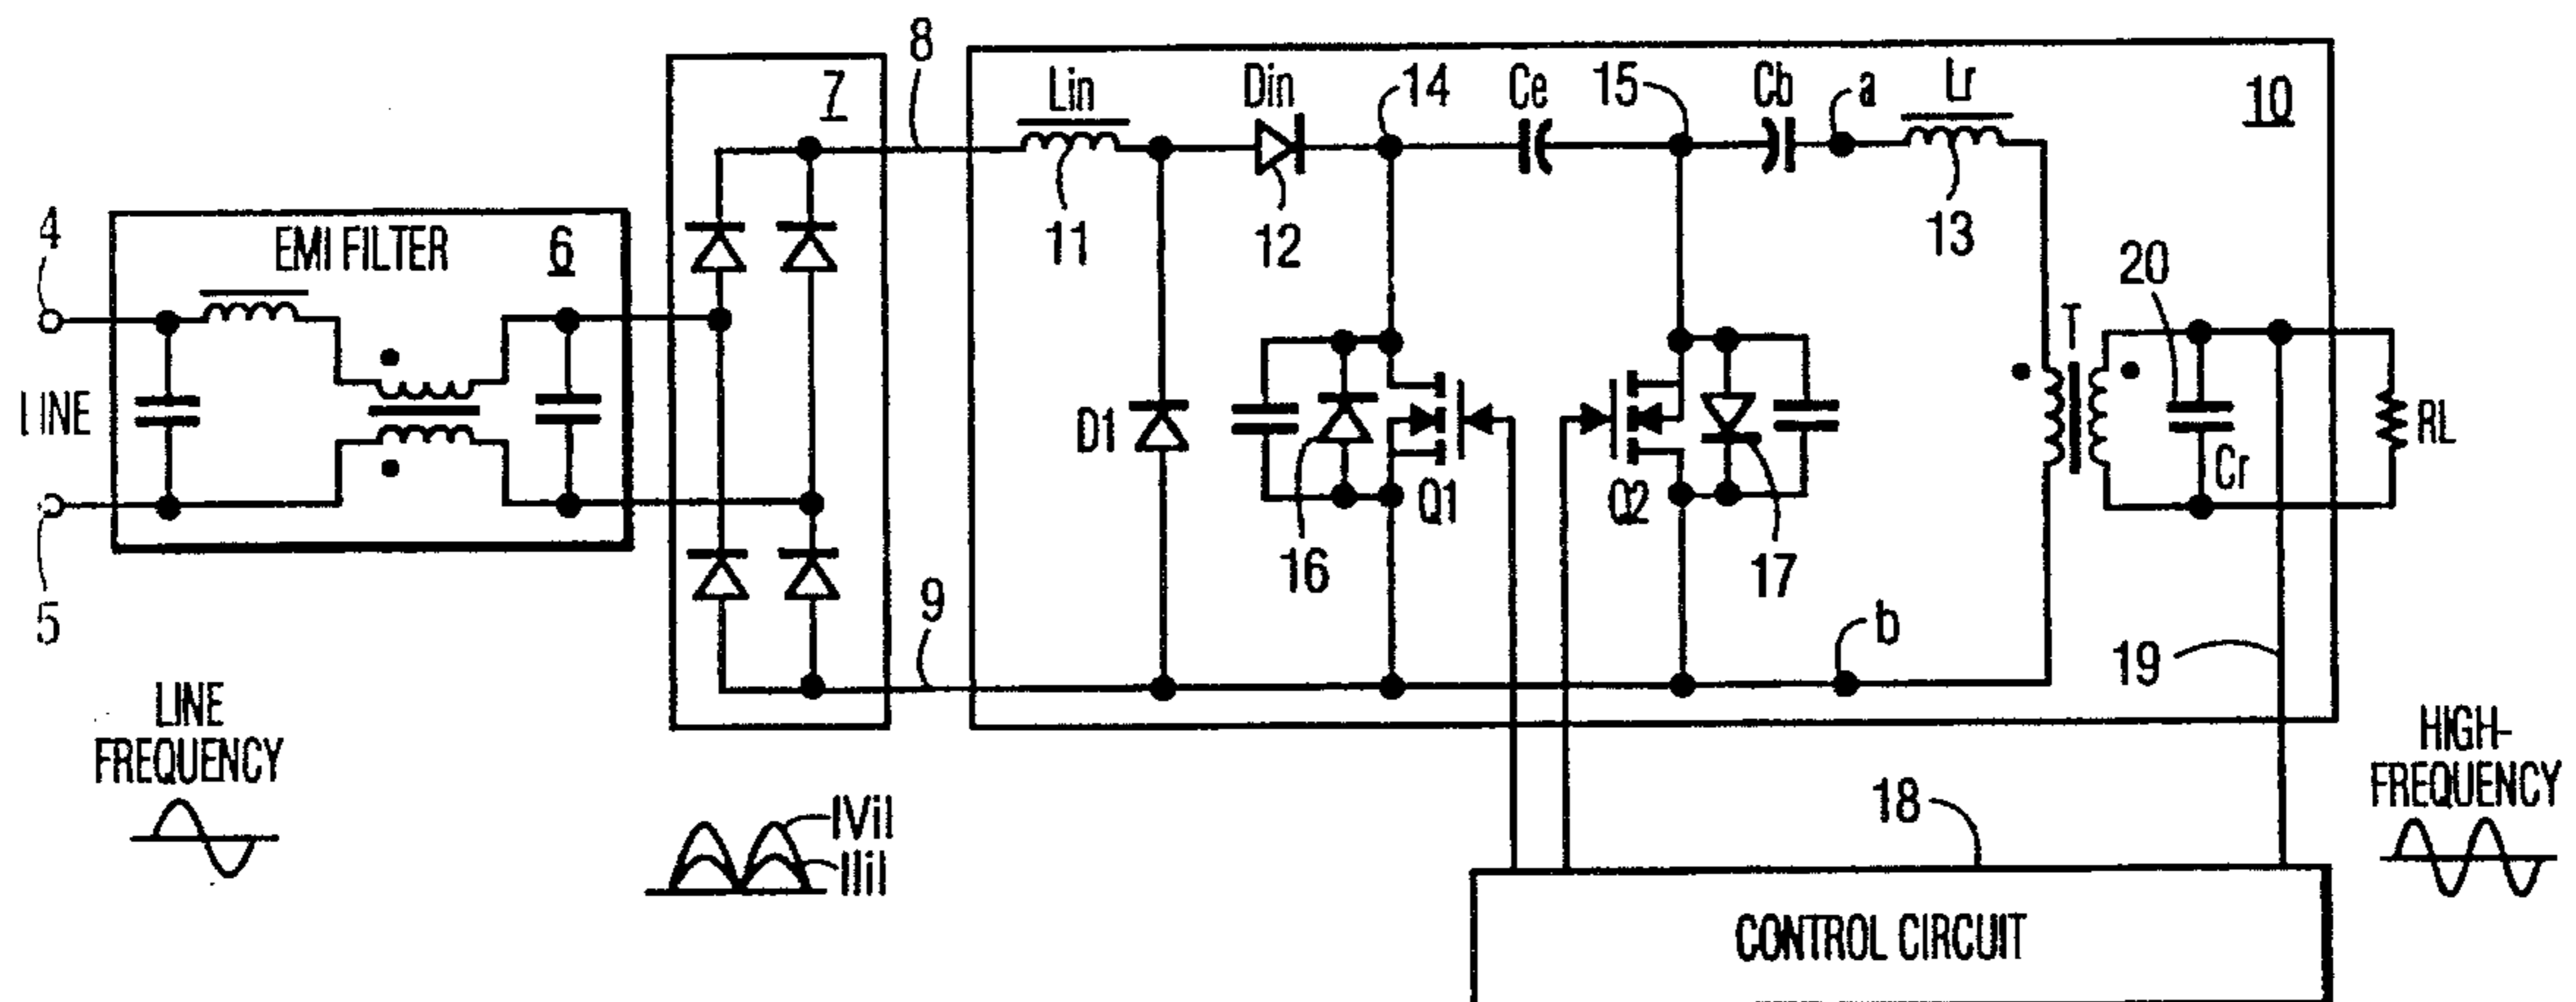 8
7
10
Lin
Din
14
Ce
15
Cb
a
Lr
4
EMI FILTER
6
11
12
13
20
T
LINE
D1
Q1
Q2
Cr
RL
16
17
5
9
b
19
LINE
FREQUENCY
HIGH-
FREQUENCY
IVil
IIil
18
CONTROL CIRCUIT